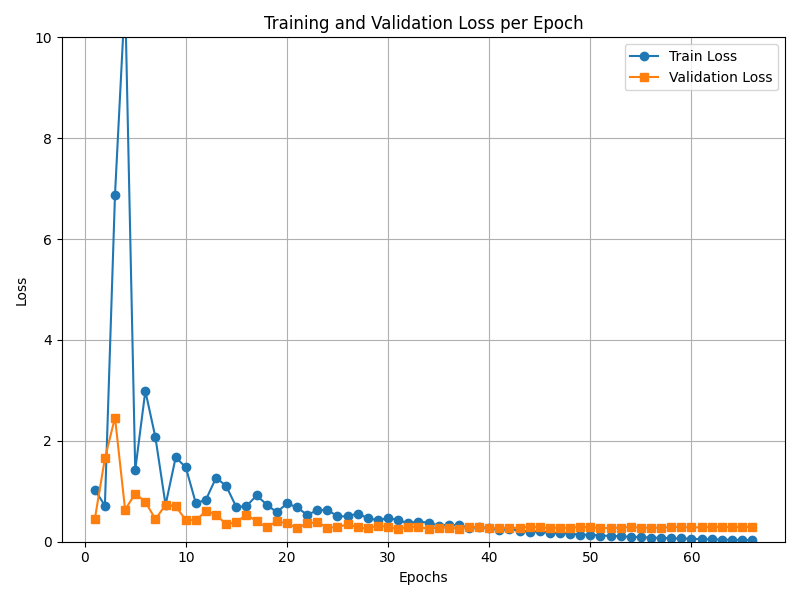 Training and Validation Loss per Epoch
Train Loss
Validation Loss
10
8
6
4
2
0
Loss
0 10 20 30 40 50 60
Epochs